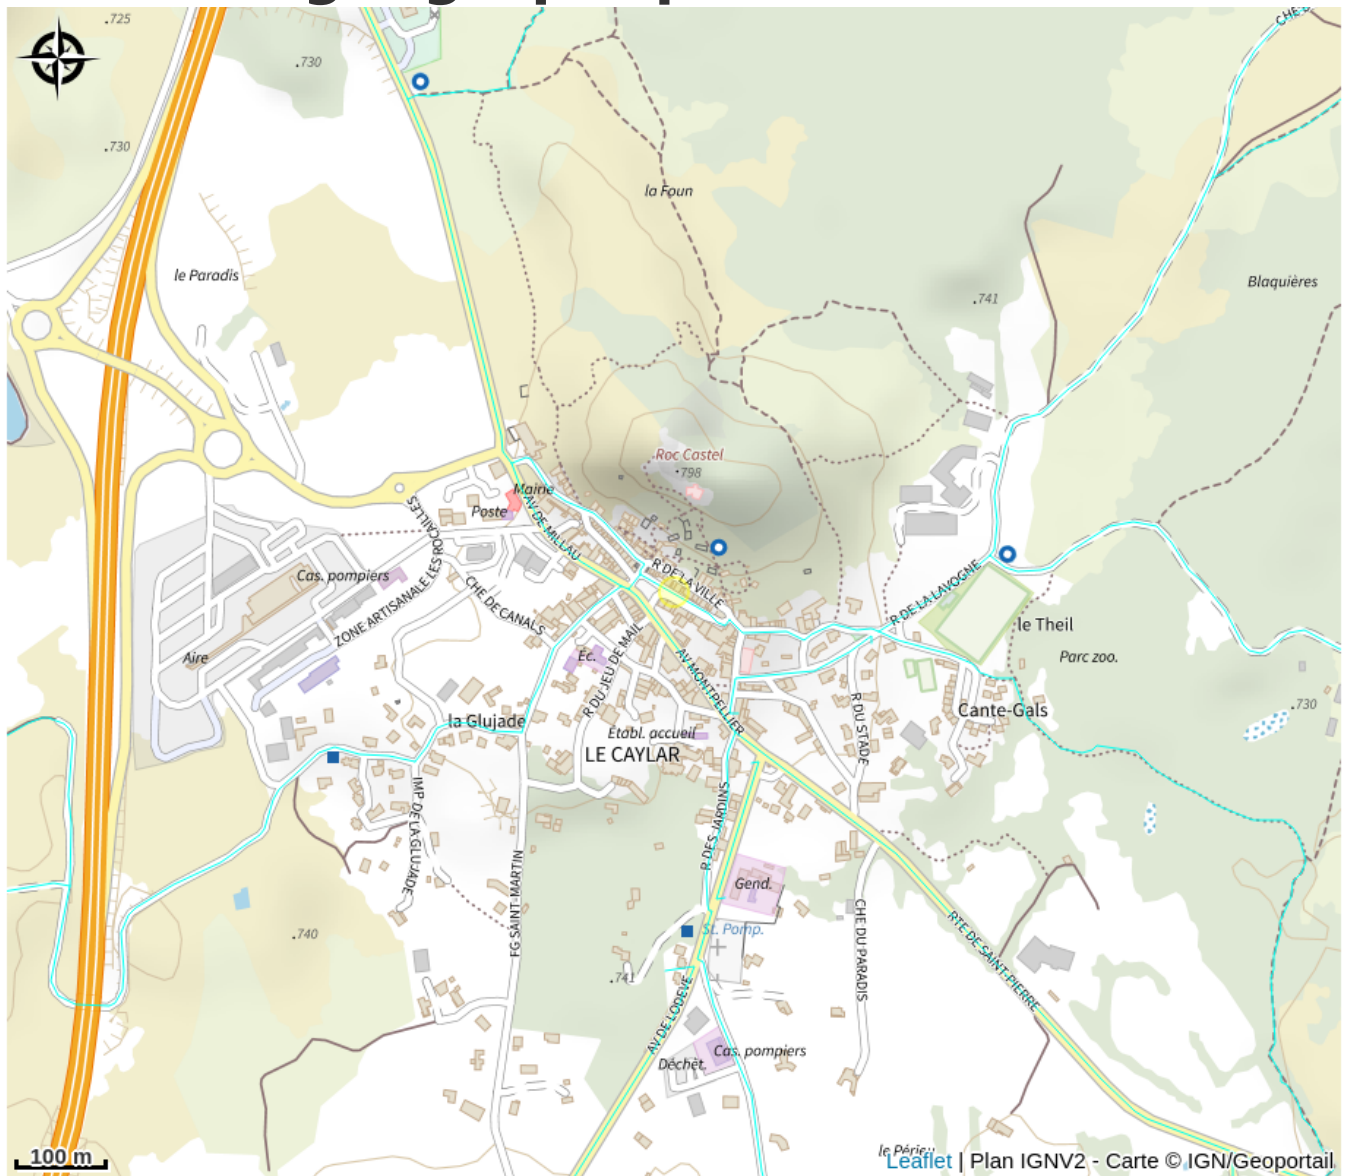 .725
.730
.730
la Foun
le Paradis
.741
Blaquières
Roc Castel
.798
Mairie
Poste
AV DE MILLAU
R DE LA VILLE
LES ROCAILLES
Cas. pompiers
ZONE ARTISANALE
CHE DE CANALS
R DE LA LAVOGNE
le Theil
Parc zoo.
Aire
Éc.
R DU JEU DE MAIL
AV MONTPELLIER
R DU STADE
Cante-Gals
.730
la Glujade
Établ. accueil
LE CAYLAR
IMP. DE LA GLUJADE
R DES JARDINS
FG SAINT-MARTIN
Gend.
CHE DU PARADIS
RTE DE SAINT-PIERRE
St. Pomp.
.740
.741
AV DE LODÈVE
Déchèt.
Cas. pompiers
100 m
Leaflet | Plan IGNV2 - Carte © IGN/Geoportail